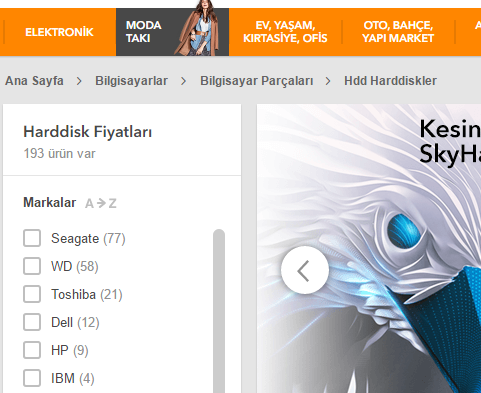 ELEKTRONİK
MODA
TAKI
EV, YAŞAM,
KIRTASİYE, OFİS
OTO, BAHÇE,
YAPI MARKET
Ana Sayfa > Bilgisayarlar > Bilgisayar Parçaları > Hdd Harddiskler
Harddisk Fiyatları
193 ürün var
Markalar A→Z
Seagate (77)
WD (58)
Toshiba (21)
Dell (12)
HP (9)
IBM (4)
Kesin
SkyHa